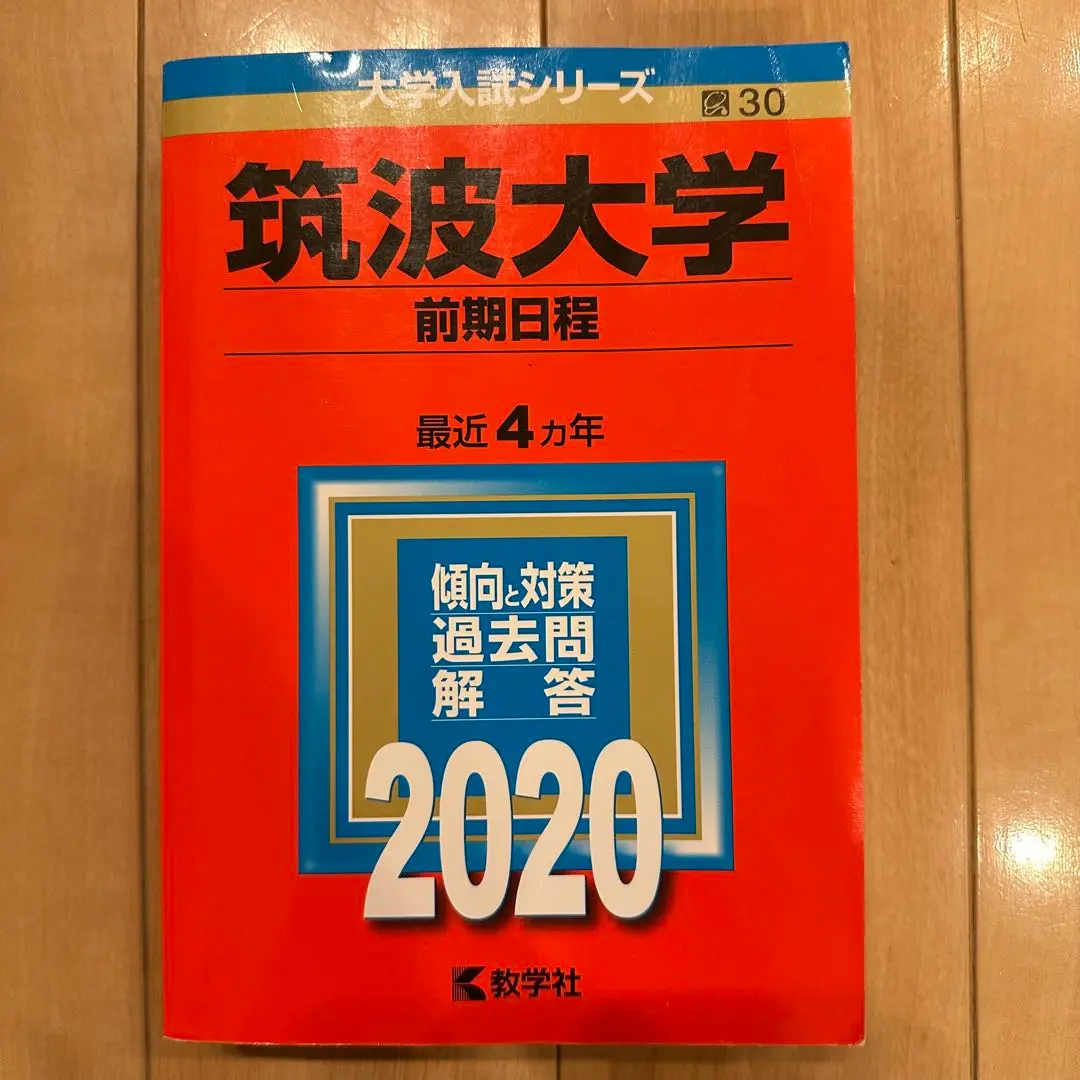 大学入試シリーズ
30
筑波大学
前期日程
最近4カ年
傾向と対策
過去問
解答
2020
教学社